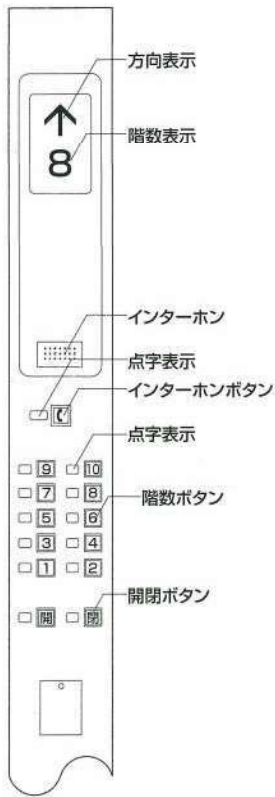 方向表示
8
階数表示
インターホン
点字表示
インターホンボタン
点字表示
9 10
7 8
階数ボタン
5 6
3 4
1 2
開閉ボタン
開 閉